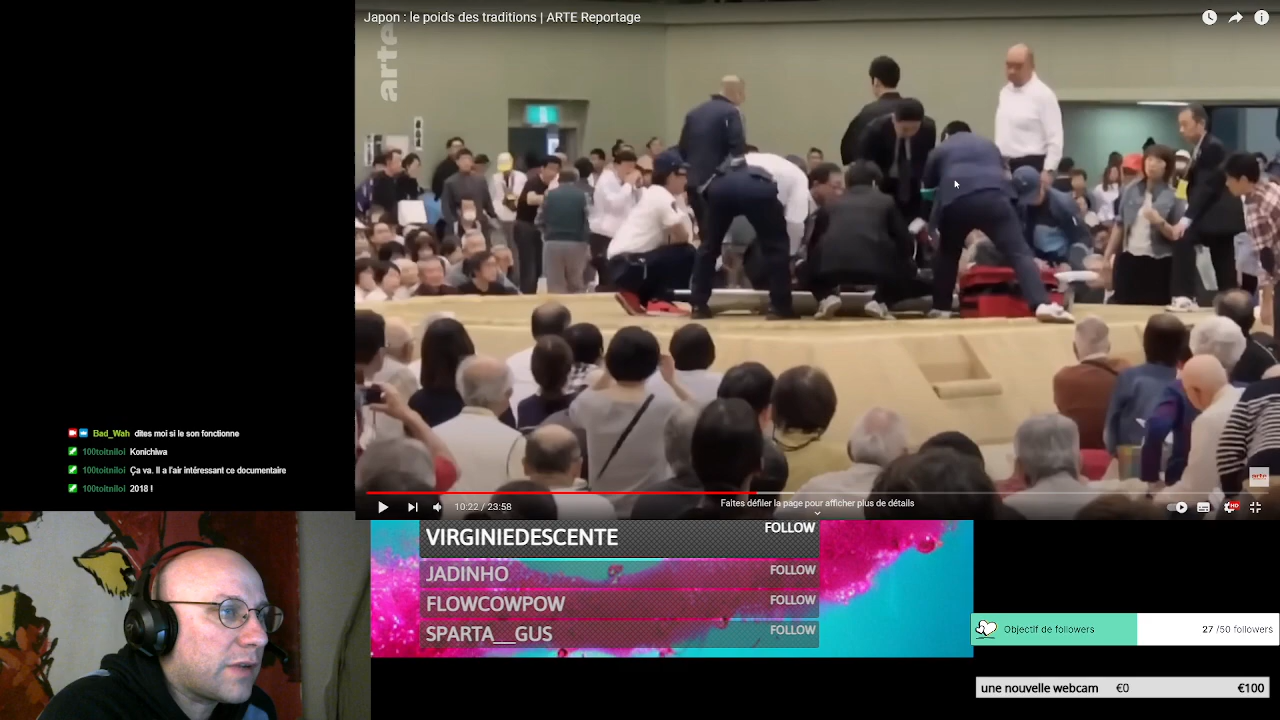 Japon : le poids des traditions | ARTE Reportage
arte
Bad_Wah dites moi si le son fonctionne
100toitniloi Konichiwa
100toitniloi Ça va. Il a l'air intéressant ce documentaire
100toitniloi 2018 !
10:22 / 23:58
Faites défiler la page pour afficher plus de détails
HD
arte
VIRGINIEDESCENTE FOLLOW
JADINHO FOLLOW
FLOWCOWPOW FOLLOW
SPARTA__GUS FOLLOW
Objectif de followers 27 /50 followers
une nouvelle webcam €0 €100